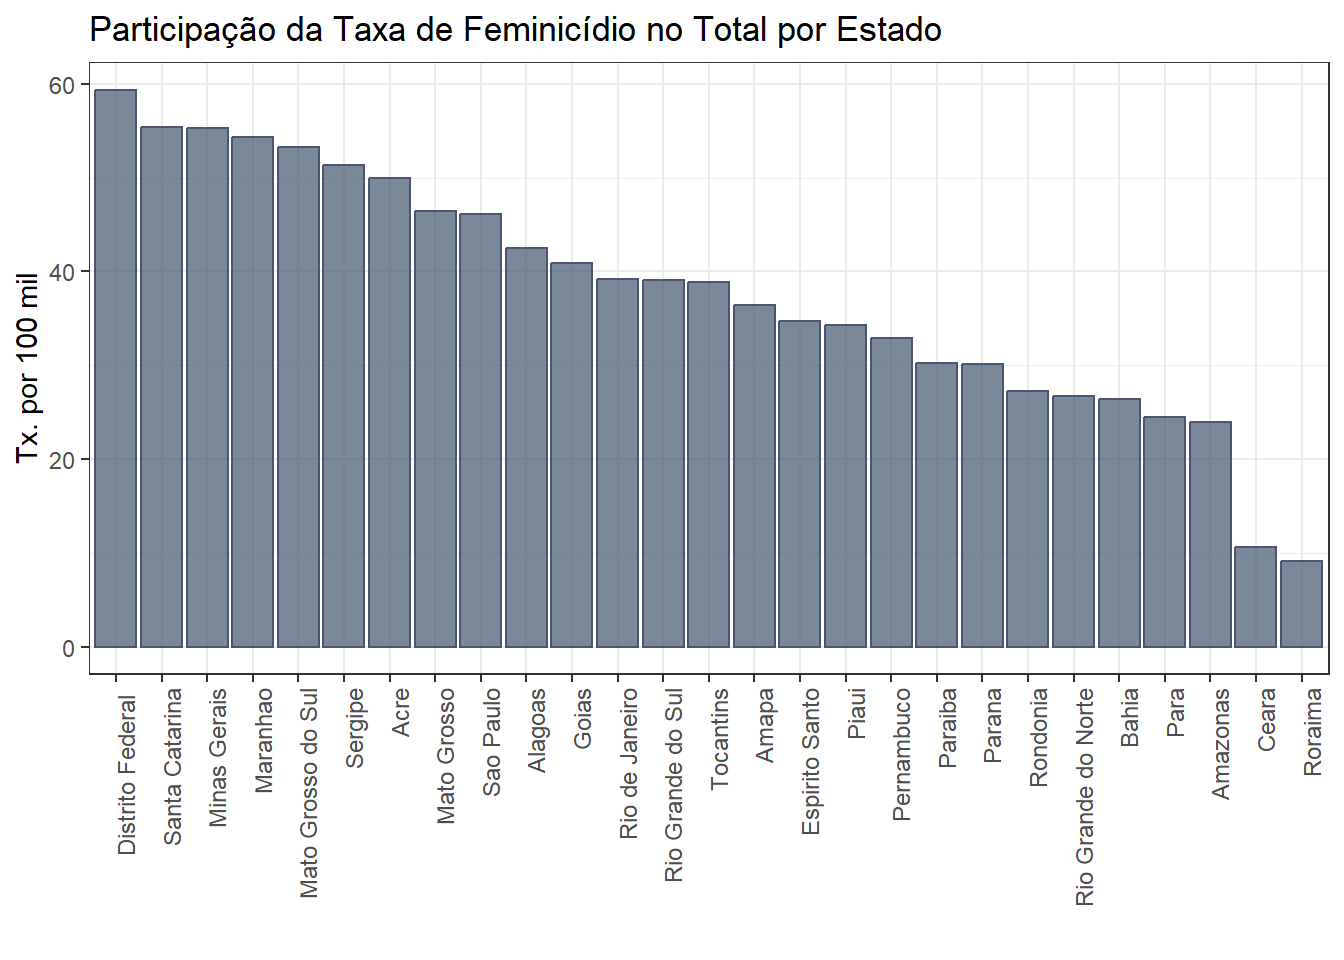 Participação da Taxa de Feminicídio no Total por Estado
Tx. por 100 mil
60
40
20
0
Distrito Federal
Santa Catarina
Minas Gerais
Maranhao
Mato Grosso do Sul
Sergipe
Acre
Mato Grosso
Sao Paulo
Alagoas
Goias
Rio de Janeiro
Rio Grande do Sul
Tocantins
Amapa
Espirito Santo
Piaui
Pernambuco
Paraiba
Parana
Rondonia
Rio Grande do Norte
Bahia
Para
Amazonas
Ceara
Roraima